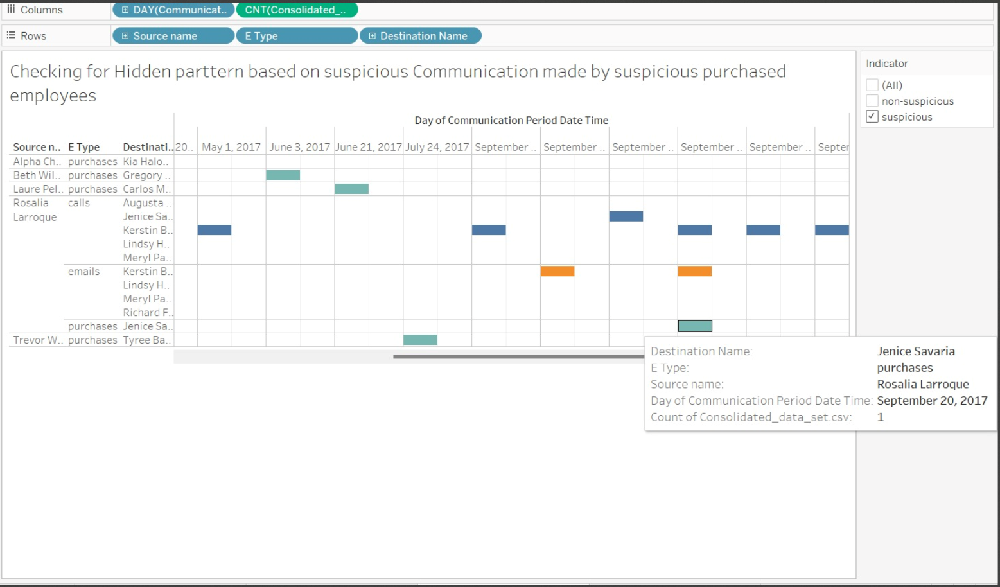 Columns DAY(Communicat.. CNT(Consolidated_..
Rows Source name E Type Destination Name
Checking for Hidden parttern based on suspicious Communication made by suspicious purchased
employees
Indicator
(All)
non-suspicious
suspicious
Day of Communication Period Date Time
Source n.. E Type Destinati.. 20.. May 1, 2017 June 3, 2017 June 21, 2017 July 24, 2017 September .. September .. September .. September .. September .. Septer
Alpha Ch.. purchases Kia Halo..
Beth Wil.. purchases Gregory ..
Laure Pel.. purchases Carlos M..
Rosalia calls Augusta ..
Larroque Jenice Sa..
Kerstin B..
Lindsy H..
Meryl Pa..
emails Kerstin B..
Lindsy H..
Meryl Pa..
Richard F..
purchases Jenice Sa..
Trevor W.. purchases Tyree Ba..
Destination Name: Jenice Savaria
E Type: purchases
Source name: Rosalia Larroque
Day of Communication Period Date Time: September 20, 2017
Count of Consolidated_data_set.csv: 1